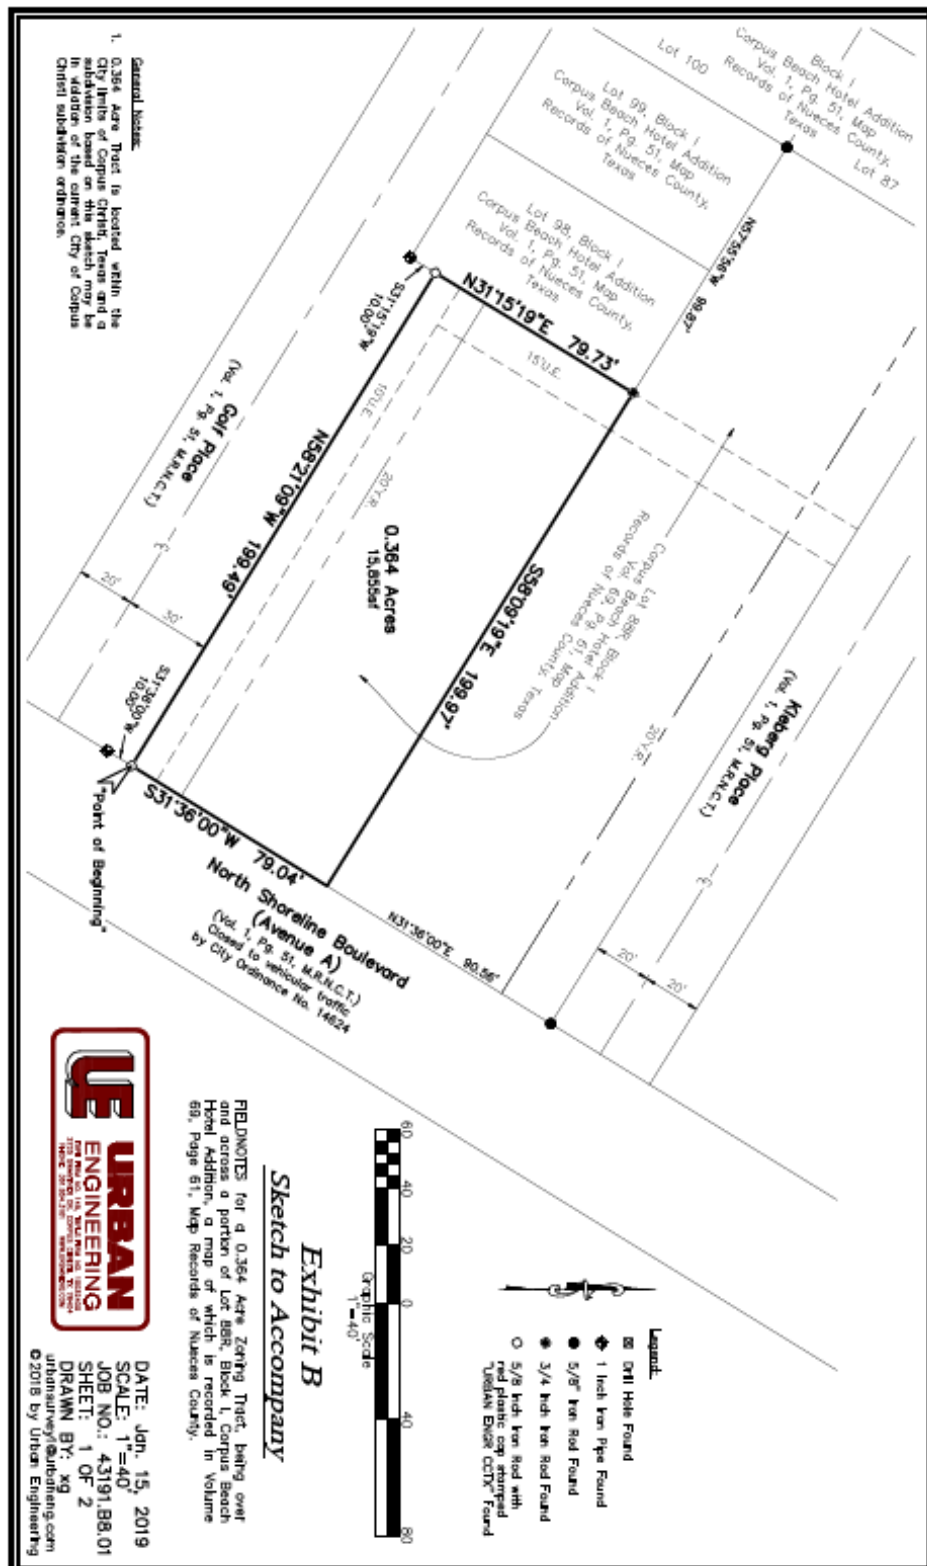 Block I
Corpus Beach Hotel Addition
Vol. 1, Pg. 51, Map
Records of Nueces County,
Texas
Lot 87
Lot 100
Lot 99, Block I
Corpus Beach Hotel Addition
Vol. 1, Pg. 51, Map
Records of Nueces County,
Texas
Lot 98, Block I
Corpus Beach Hotel Addition
Vol. 1, Pg. 51, Map
Records of Nueces County,
Texas
N57°55'56"W 99.87'
N31°15'19"E 79.73'
S31°15'19"W
10.00'
15'U.E.
10'U.E.
20'Y.R.
N58°21'09"W 199.49'
Golf Place
(Vol. 1, Pg. 51, M.R.N.C.T.)
20'
30'
0.364 Acres
15,855sf
S58°09'19"E 199.97'
Lot 88R, Block I
Corpus Beach Hotel Addition
Vol. 69, Pg. 61, Map
Records of Nueces County, Texas
20'Y.R.
Kleberg Place
(Vol. 1, Pg. 51, M.R.N.C.T.)
20'
20'
S31°36'00"W
10.00'
"Point of Beginning"
S31°36'00"W 79.04'
N31°36'00"E 90.56'
North Shoreline Boulevard
(Avenue A)
(Vol. 1, Pg. 51, M.R.N.C.T.)
Closed to vehicular traffic
by City Ordinance No. 14624
General Notes:
1. 0.364 Acre Tract is located within the
City limits of Corpus Christi, Texas and a
subdivision based on this sketch may be
in violation of the current City of Corpus
Christi subdivision ordinance.
Legend:
Drill Hole Found
1 Inch Iron Pipe Found
5/8" Iron Rod Found
3/4 Inch Iron Rod Found
5/8 Inch Iron Rod with
red plastic cap stamped
"URBAN ENGR CCTX" Found
60 40 20 0 40 80
Graphic Scale
1"=40'
Exhibit B
Sketch to Accompany
FIELDNOTES for a 0.364 Acre Zoning Tract, being over
and across a portion of Lot 88R, Block I, Corpus Beach
Hotel Addition, a map of which is recorded in Volume
69, Page 61, Map Records of Nueces County.
UE URBAN
ENGINEERING
DATE: Jan. 15, 2019
SCALE: 1"=40'
JOB NO.: 43191.B8.01
SHEET: 1 OF 2
DRAWN BY: xg
urbansurvey1@urbaneng.com
© 2018 by Urban Engineering